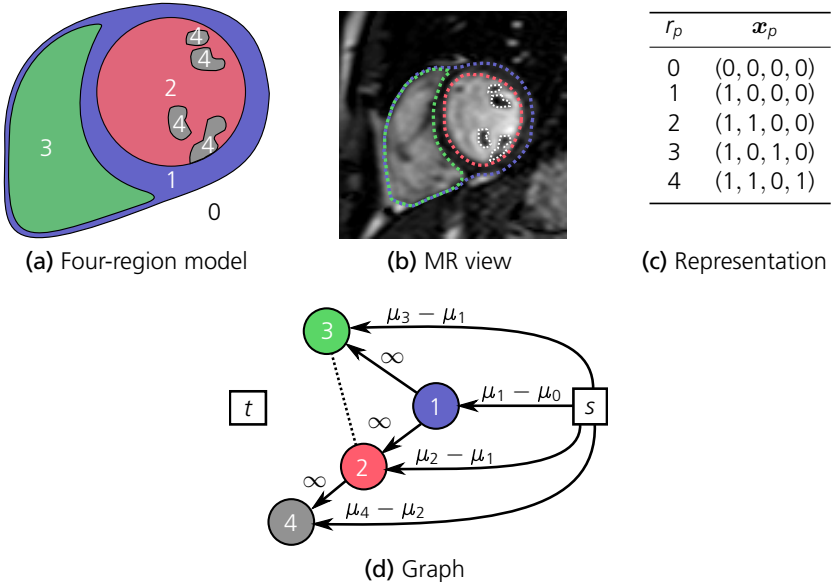 4
4
2
4
4
3
1
0
(a) Four-region model
(b) MR view
r_p 𝒙_p
0 (0, 0, 0, 0)
1 (1, 0, 0, 0)
2 (1, 1, 0, 0)
3 (1, 0, 1, 0)
4 (1, 1, 0, 1)
(c) Representation
μ₃ − μ₁
3
∞
μ₁ − μ₀
t
1
s
∞
μ₂ − μ₁
2
∞
μ₄ − μ₂
4
(d) Graph